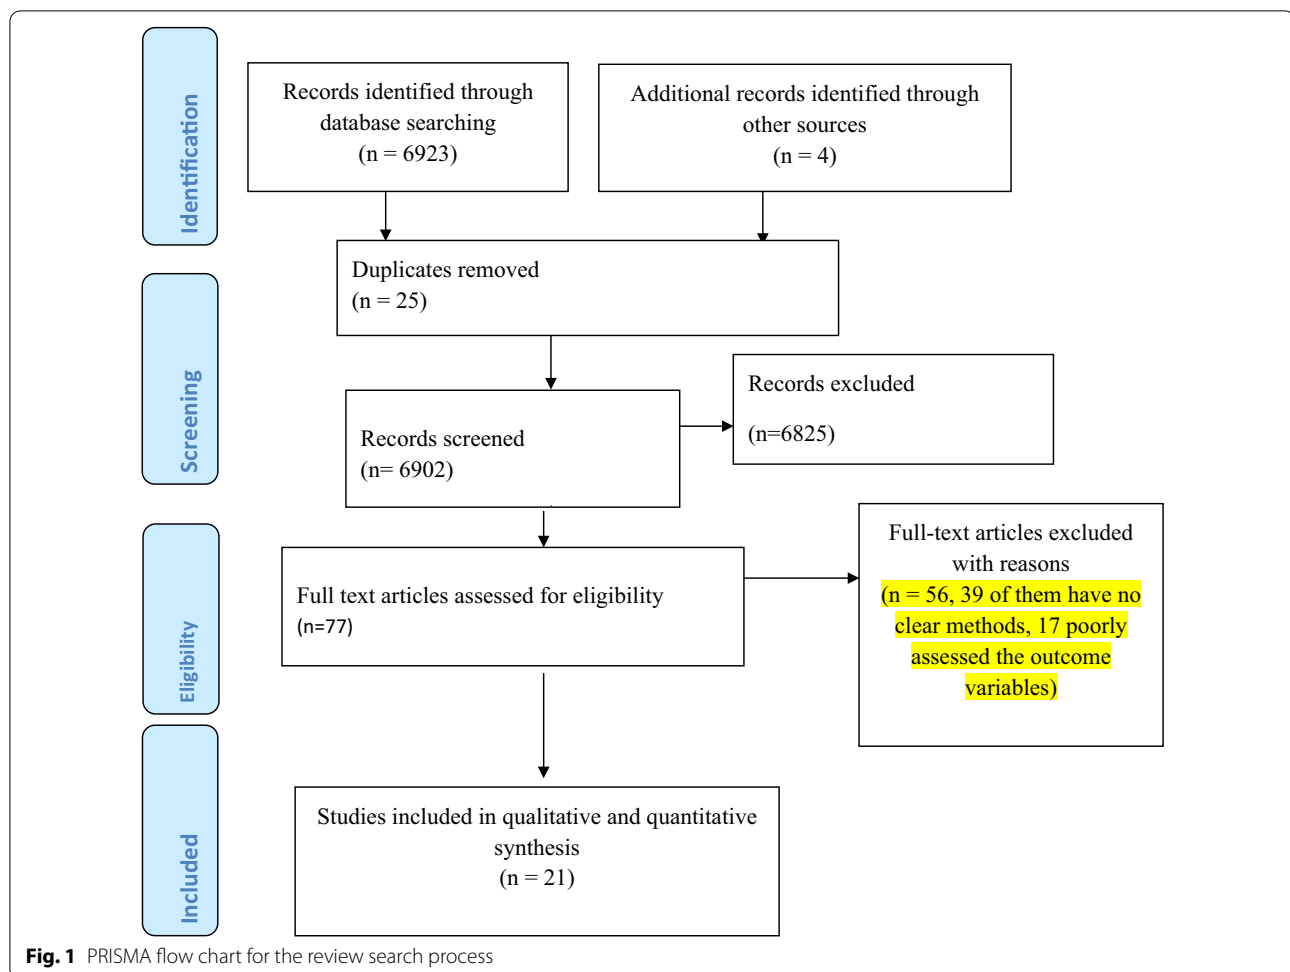 Identification
Records identified through
database searching
(n = 6923)
Additional records identified through
other sources
(n = 4)
Duplicates removed
(n = 25)
Screening
Records screened
(n= 6902)
Records excluded
(n=6825)
Eligibility
Full text articles assessed for eligibility
(n=77)
Full-text articles excluded
with reasons
(n = 56, 39 of them have no
clear methods, 17 poorly
assessed the outcome
variables)
Included
Studies included in qualitative and quantitative
synthesis
(n = 21)
Fig. 1 PRISMA flow chart for the review search process